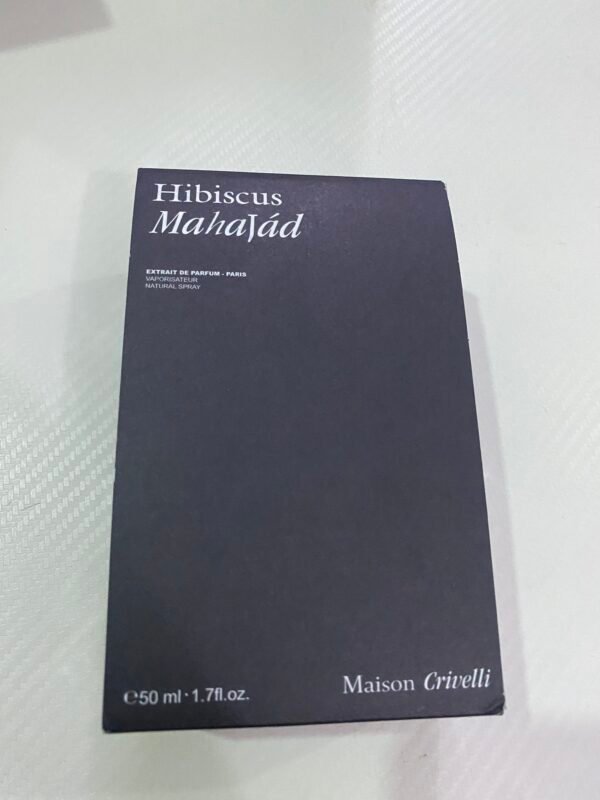 Hibiscus
MahaJád
EXTRAIT DE PARFUM - PARIS
VAPORISATEUR
NATURAL SPRAY
℮50 ml · 1.7fl.oz.
Maison Crivelli